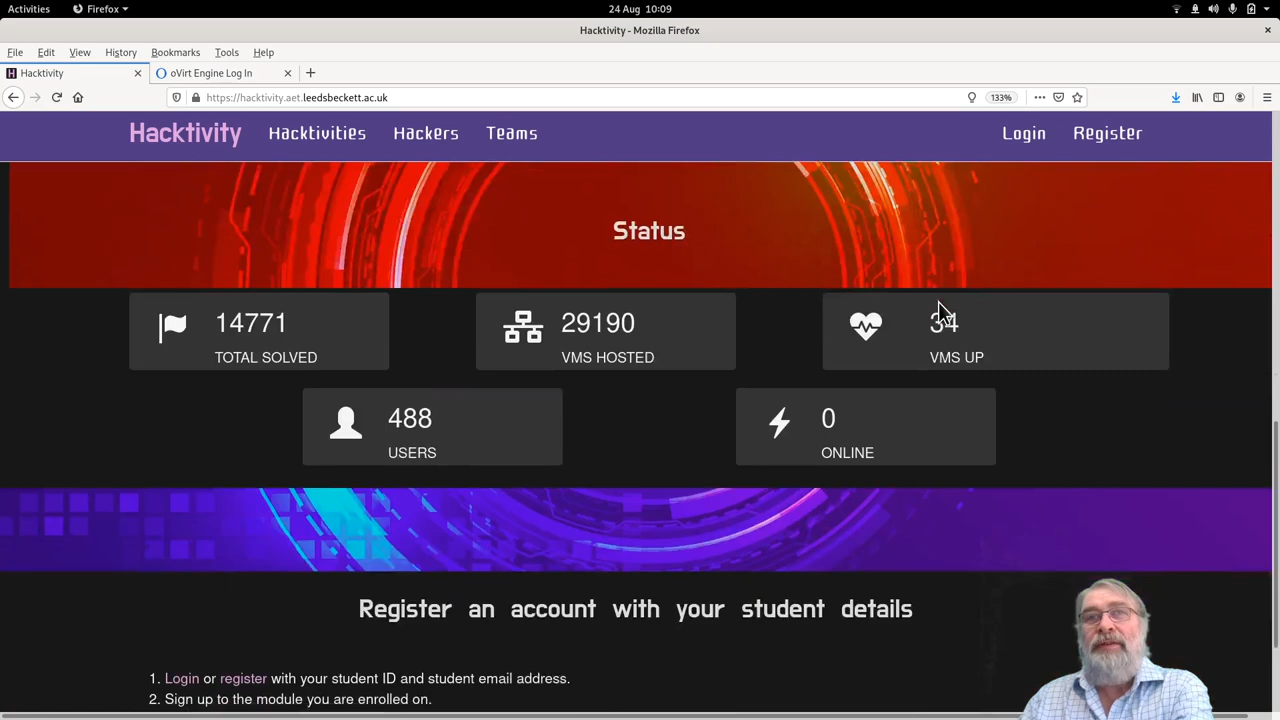 Activities Firefox 24 Aug 10:09
Hacktivity - Mozilla Firefox
File Edit View History Bookmarks Tools Help
Hacktivity oVirt Engine Log In
https://hacktivity.aet.leedsbeckett.ac.uk 133%
Hacktivity Hacktivities Hackers Teams Login Register
Status
14771 29190 34
TOTAL SOLVED VMS HOSTED VMS UP
488 0
USERS ONLINE
Register an account with your student details
1. Login or register with your student ID and student email address.
2. Sign up to the module you are enrolled on.